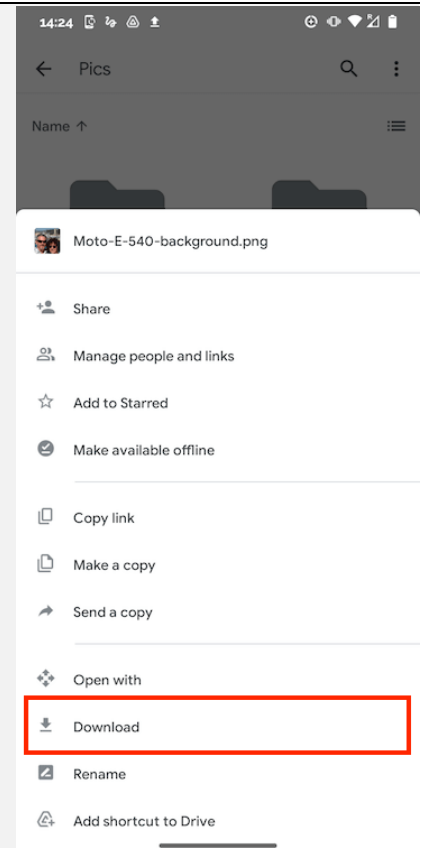 14:24
Pics
Name
Moto-E-540-background.png
Share
Manage people and links
Add to Starred
Make available offline
Copy link
Make a copy
Send a copy
Open with
Download
Rename
Add shortcut to Drive